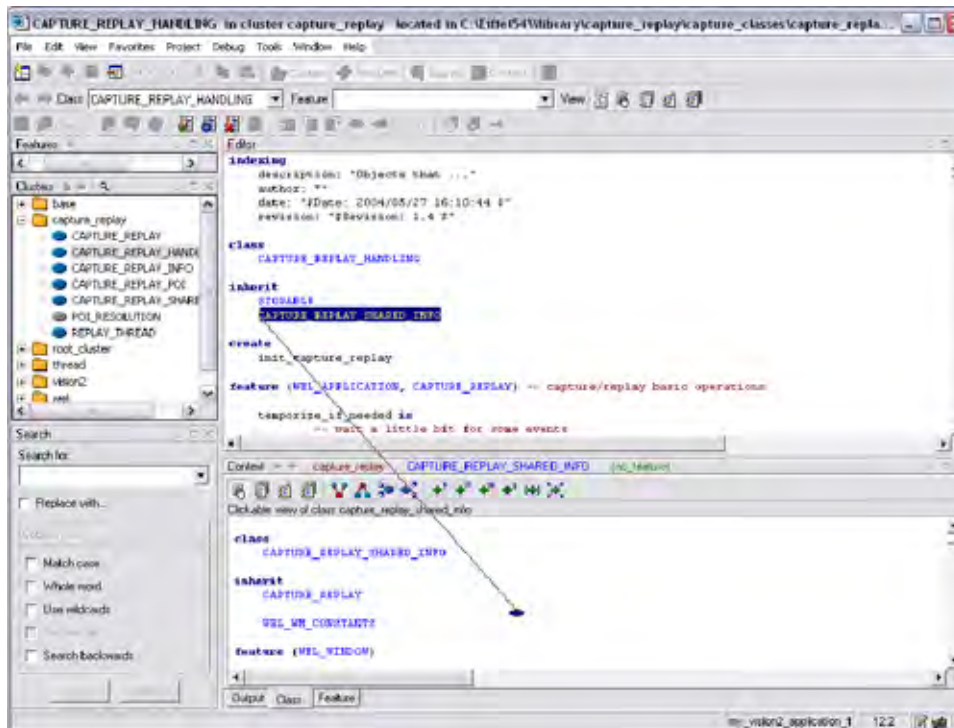 CAPTURE_REPLAY_HANDLING in cluster capture_replay located in C:\Eiffel54\library\capture_replay\capture_classes\capture_repla...
File Edit View Favorites Project Debug Tools Window Help
Class CAPTURE_REPLAY_HANDLING Feature View
Features
Editor
indexing
description: "Objects that ..."
author: ""
date: "$Date: 2004/05/27 16:10:44 $"
revision: "$Revision: 1.4 $"
class
CAPTURE_REPLAY_HANDLING
inherit
STORABLE
CAPTURE_REPLAY_SHARED_INFO
create
init_capture_replay
feature {WEL_APPLICATION, CAPTURE_REPLAY} -- capture/replay basic operations
temporize_if_needed is
-- wait a little bit for some events
Clusters
base
capture_replay
CAPTURE_REPLAY
CAPTURE_REPLAY_HANDL
CAPTURE_REPLAY_INFO
CAPTURE_REPLAY_POI
CAPTURE_REPLAY_SHARE
POI_RESOLUTION
REPLAY_THREAD
root_cluster
thread
vision2
wel
Search
Search for:
Replace with...
Match case
Whole word
Use wildcards
Search backwards
Context capture_replay CAPTURE_REPLAY_SHARED_INFO (no_feature)
Clickable view of class capture_replay_shared_info
class
CAPTURE_REPLAY_SHARED_INFO
inherit
CAPTURE_REPLAY
WEL_WM_CONSTANTS
feature {WEL_WINDOW}
Output Class Feature
my_vision2_application_1 12:2